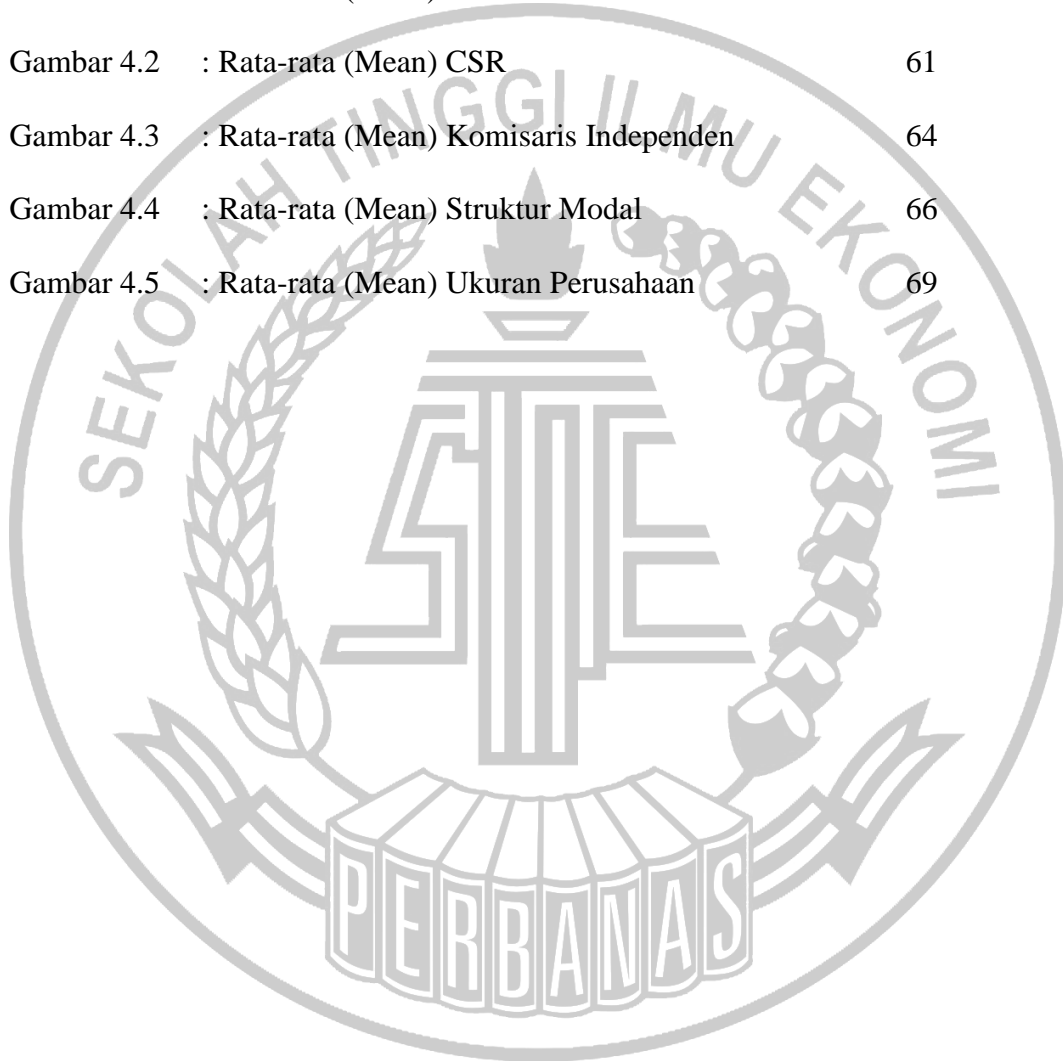 Gambar 4.2 : Rata-rata (Mean) CSR 61
Gambar 4.3 : Rata-rata (Mean) Komisaris Independen 64
Gambar 4.4 : Rata-rata (Mean) Struktur Modal 66
Gambar 4.5 : Rata-rata (Mean) Ukuran Perusahaan 69
SEKOLAH TINGGI ILMU EKONOMI
STIE
PERBANAS